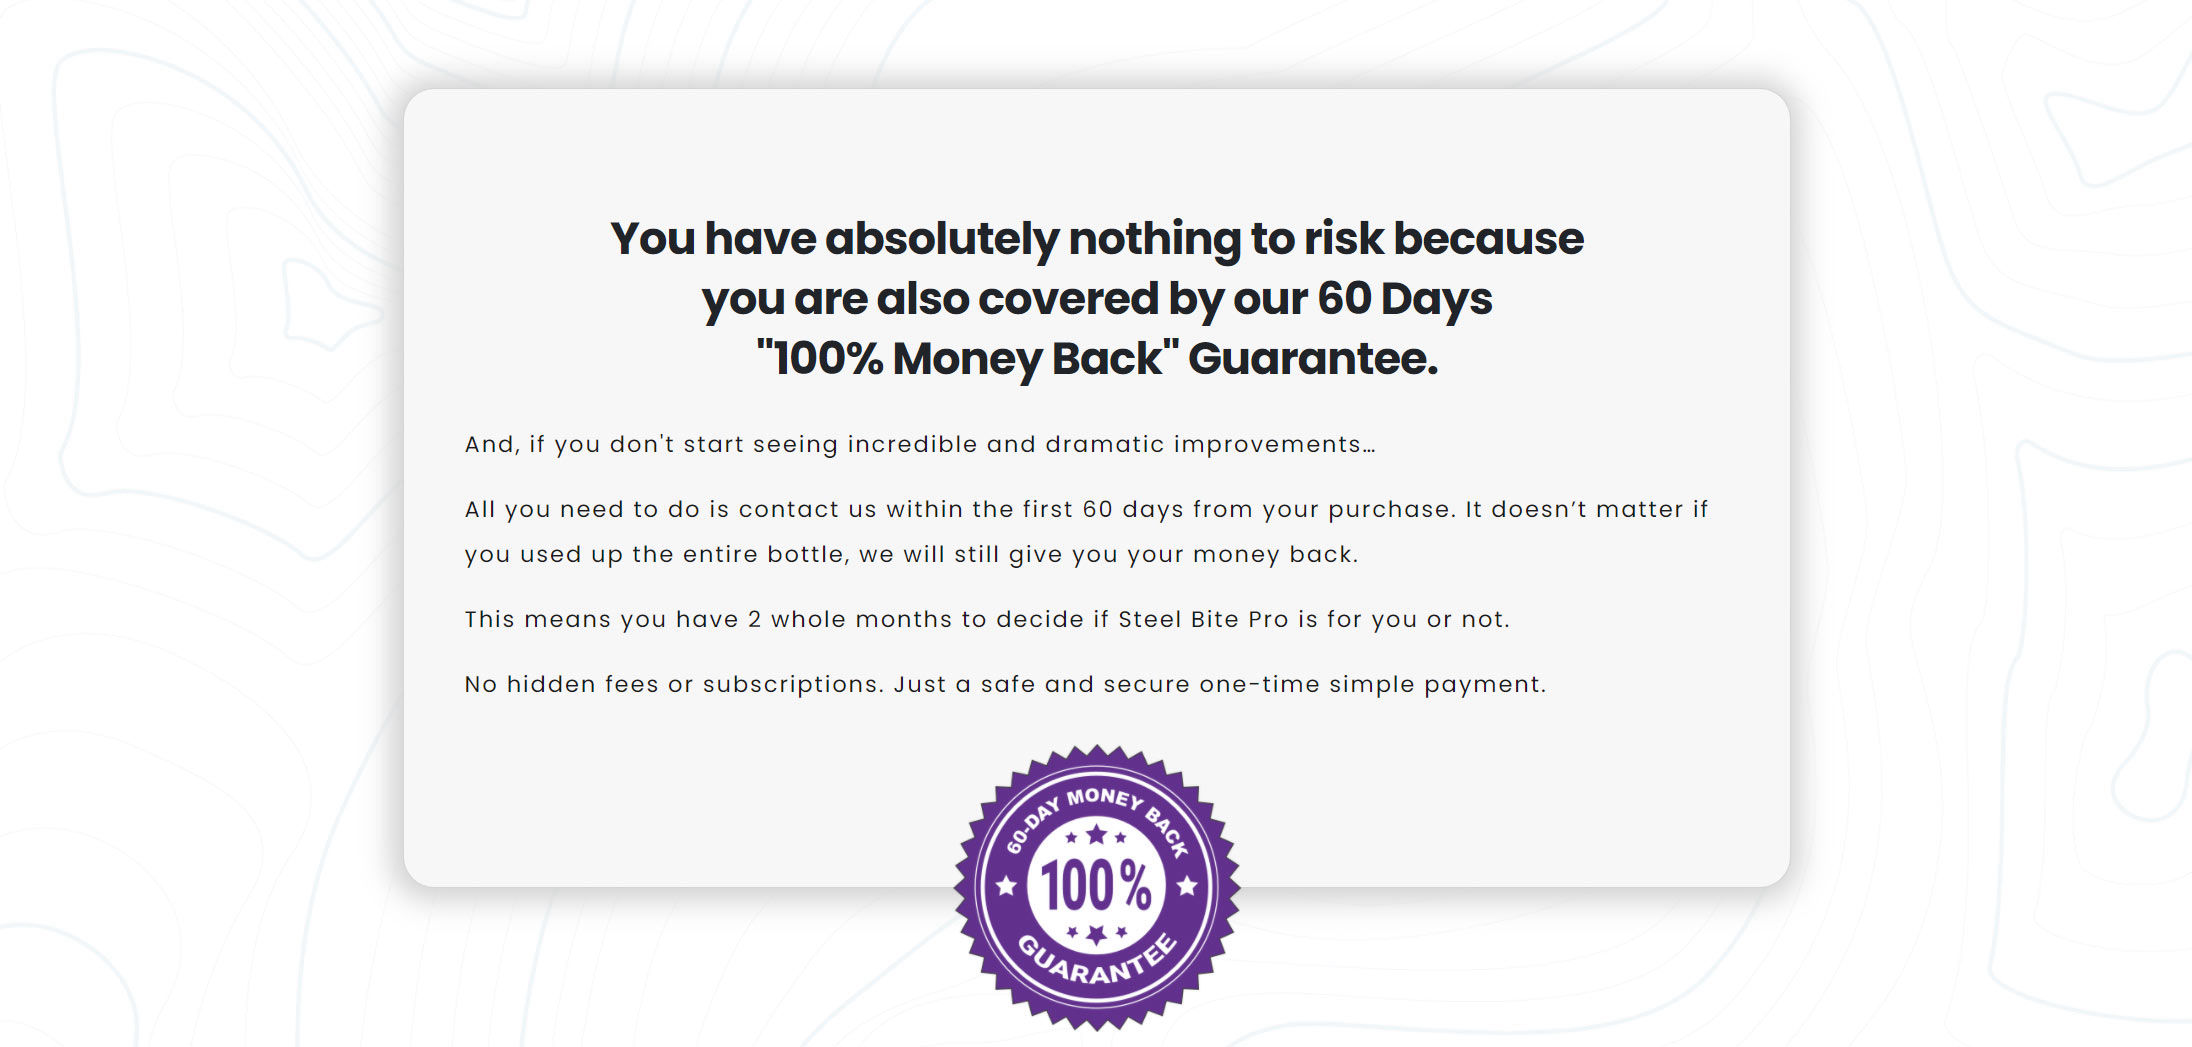 You have absolutely nothing to risk because
you are also covered by our 60 Days
"100% Money Back" Guarantee.
And, if you don't start seeing incredible and dramatic improvements…
All you need to do is contact us within the first 60 days from your purchase. It doesn’t matter if
you used up the entire bottle, we will still give you your money back.
This means you have 2 whole months to decide if Steel Bite Pro is for you or not.
No hidden fees or subscriptions. Just a safe and secure one-time simple payment.
60-DAY MONEY BACK
100%
GUARANTEE